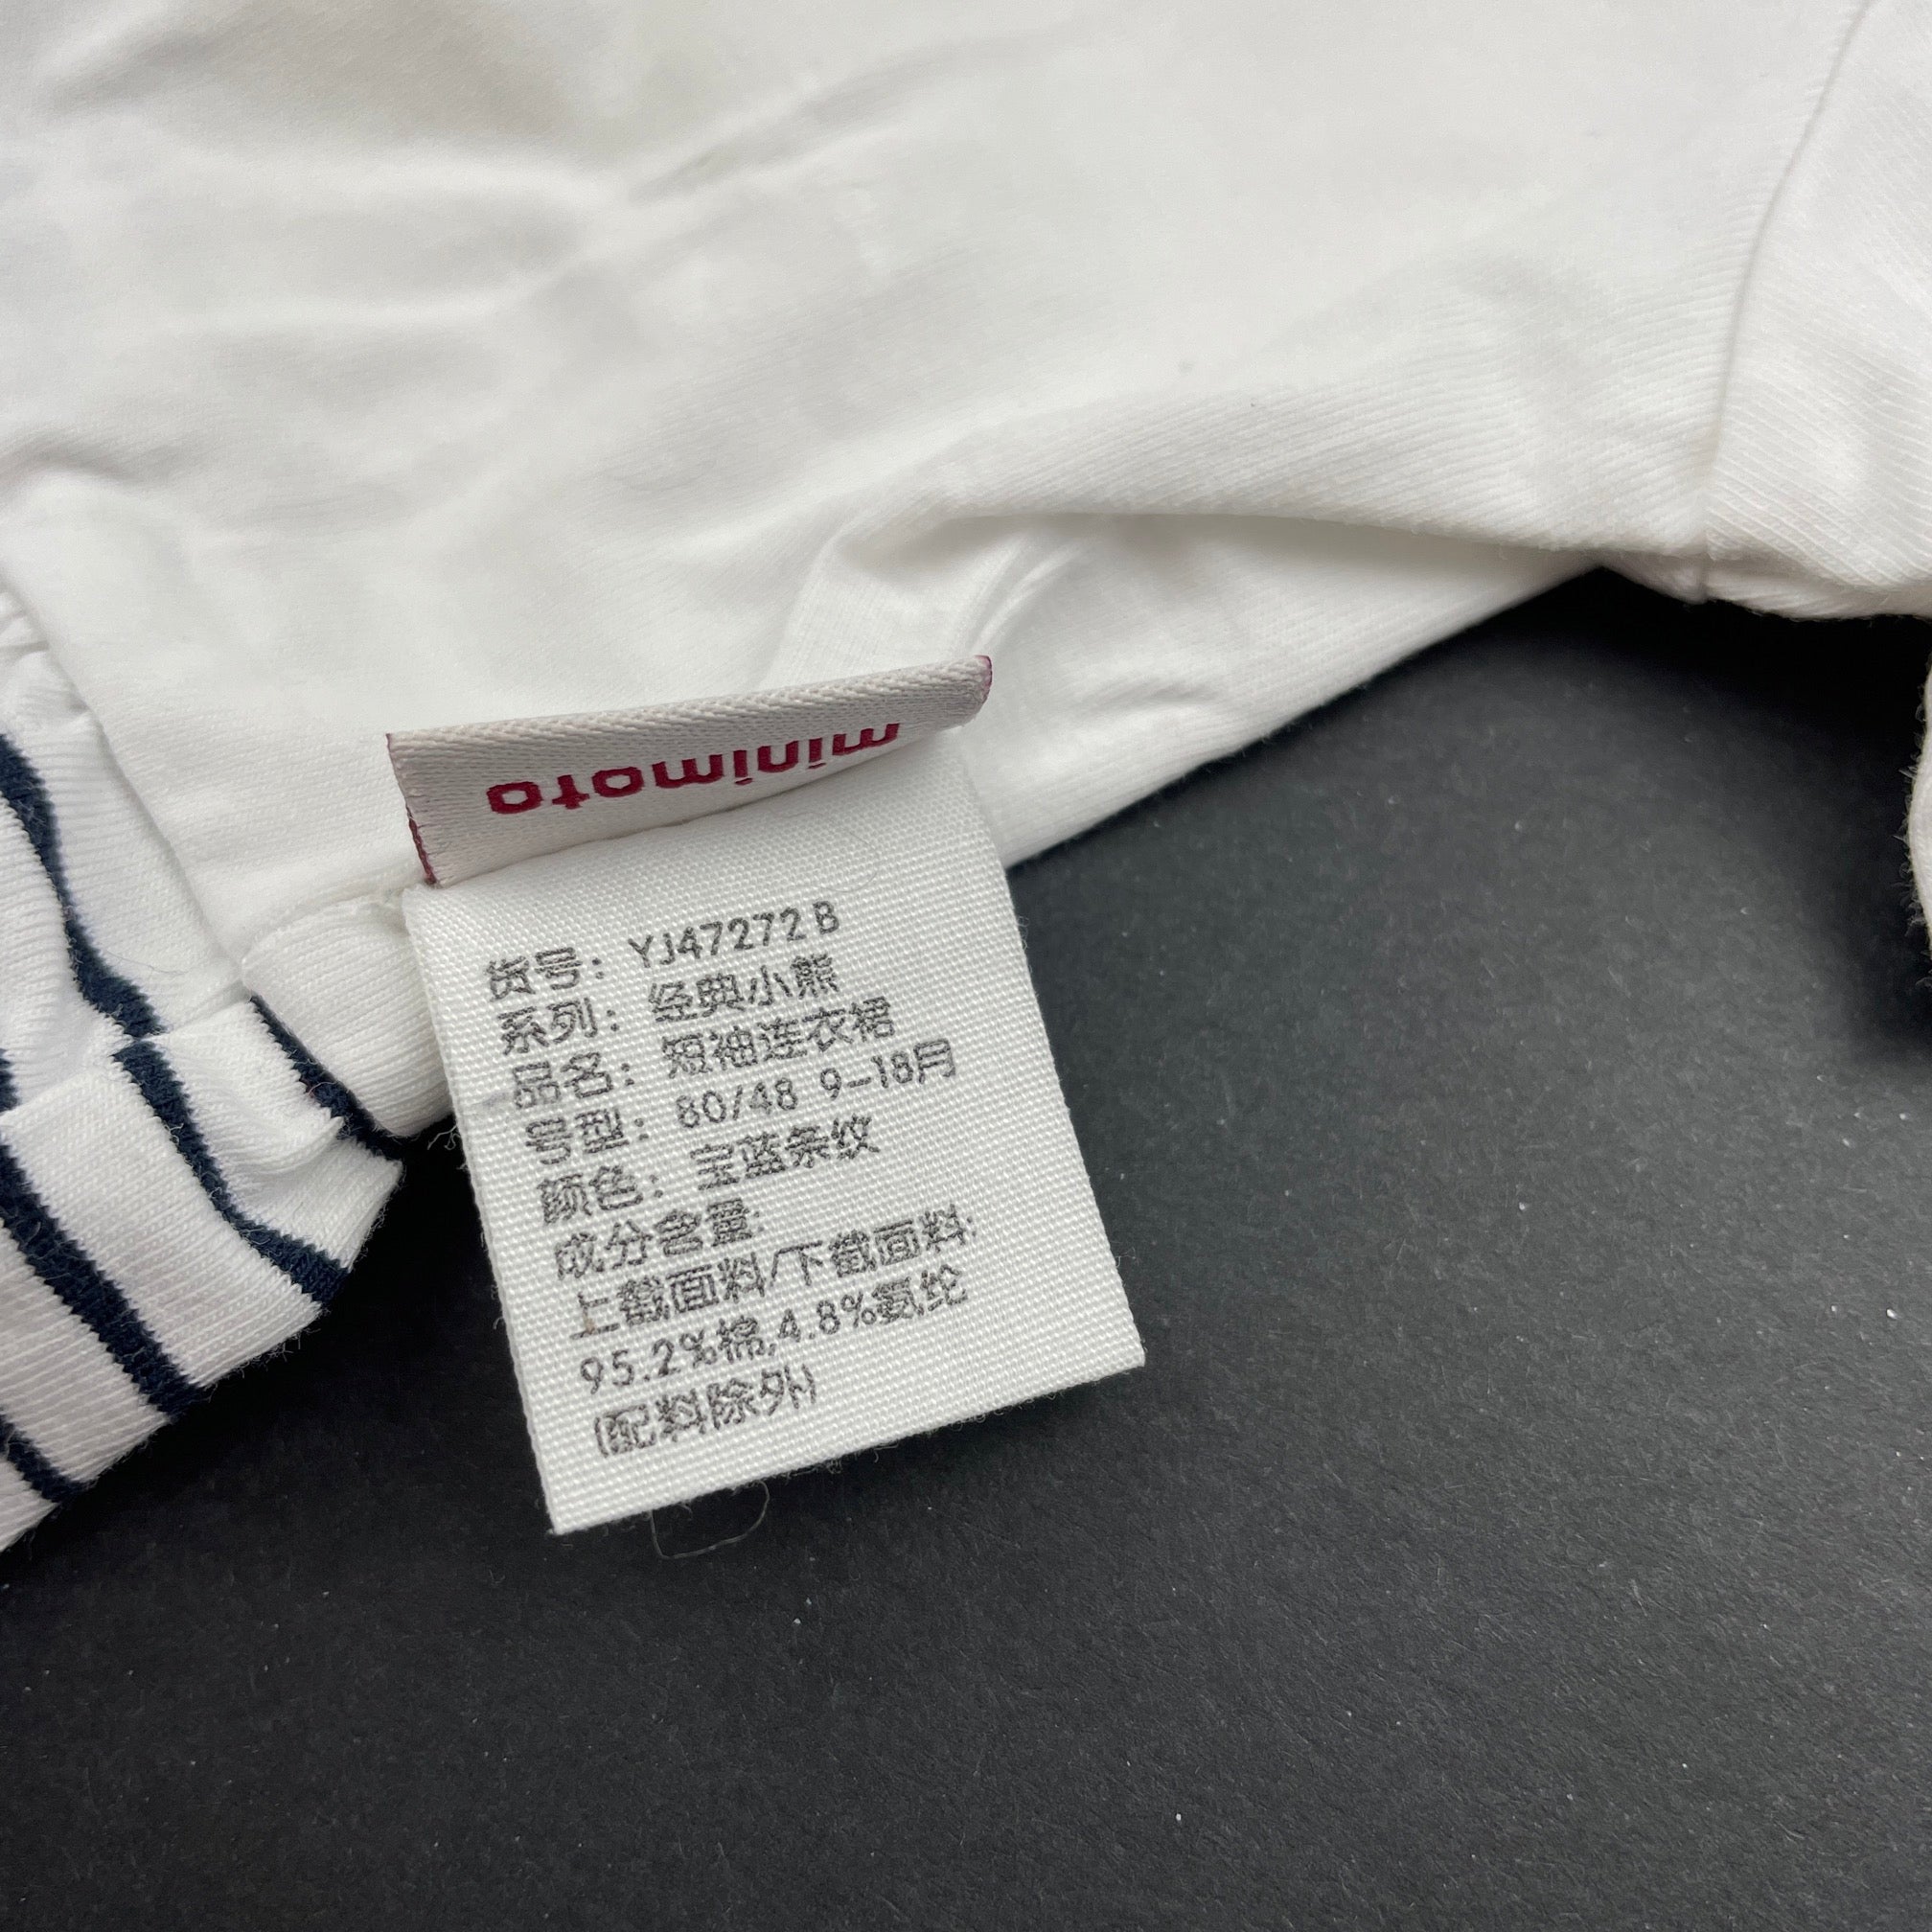 minimoto
货号：YJ47272B
系列：经典小熊
品名：短袖连衣裙
号型：80/48 9-18月
颜色：宝蓝条纹
成分含量:
上截面料/下截面料:
95.2%棉,4.8%氨纶
(配料除外)